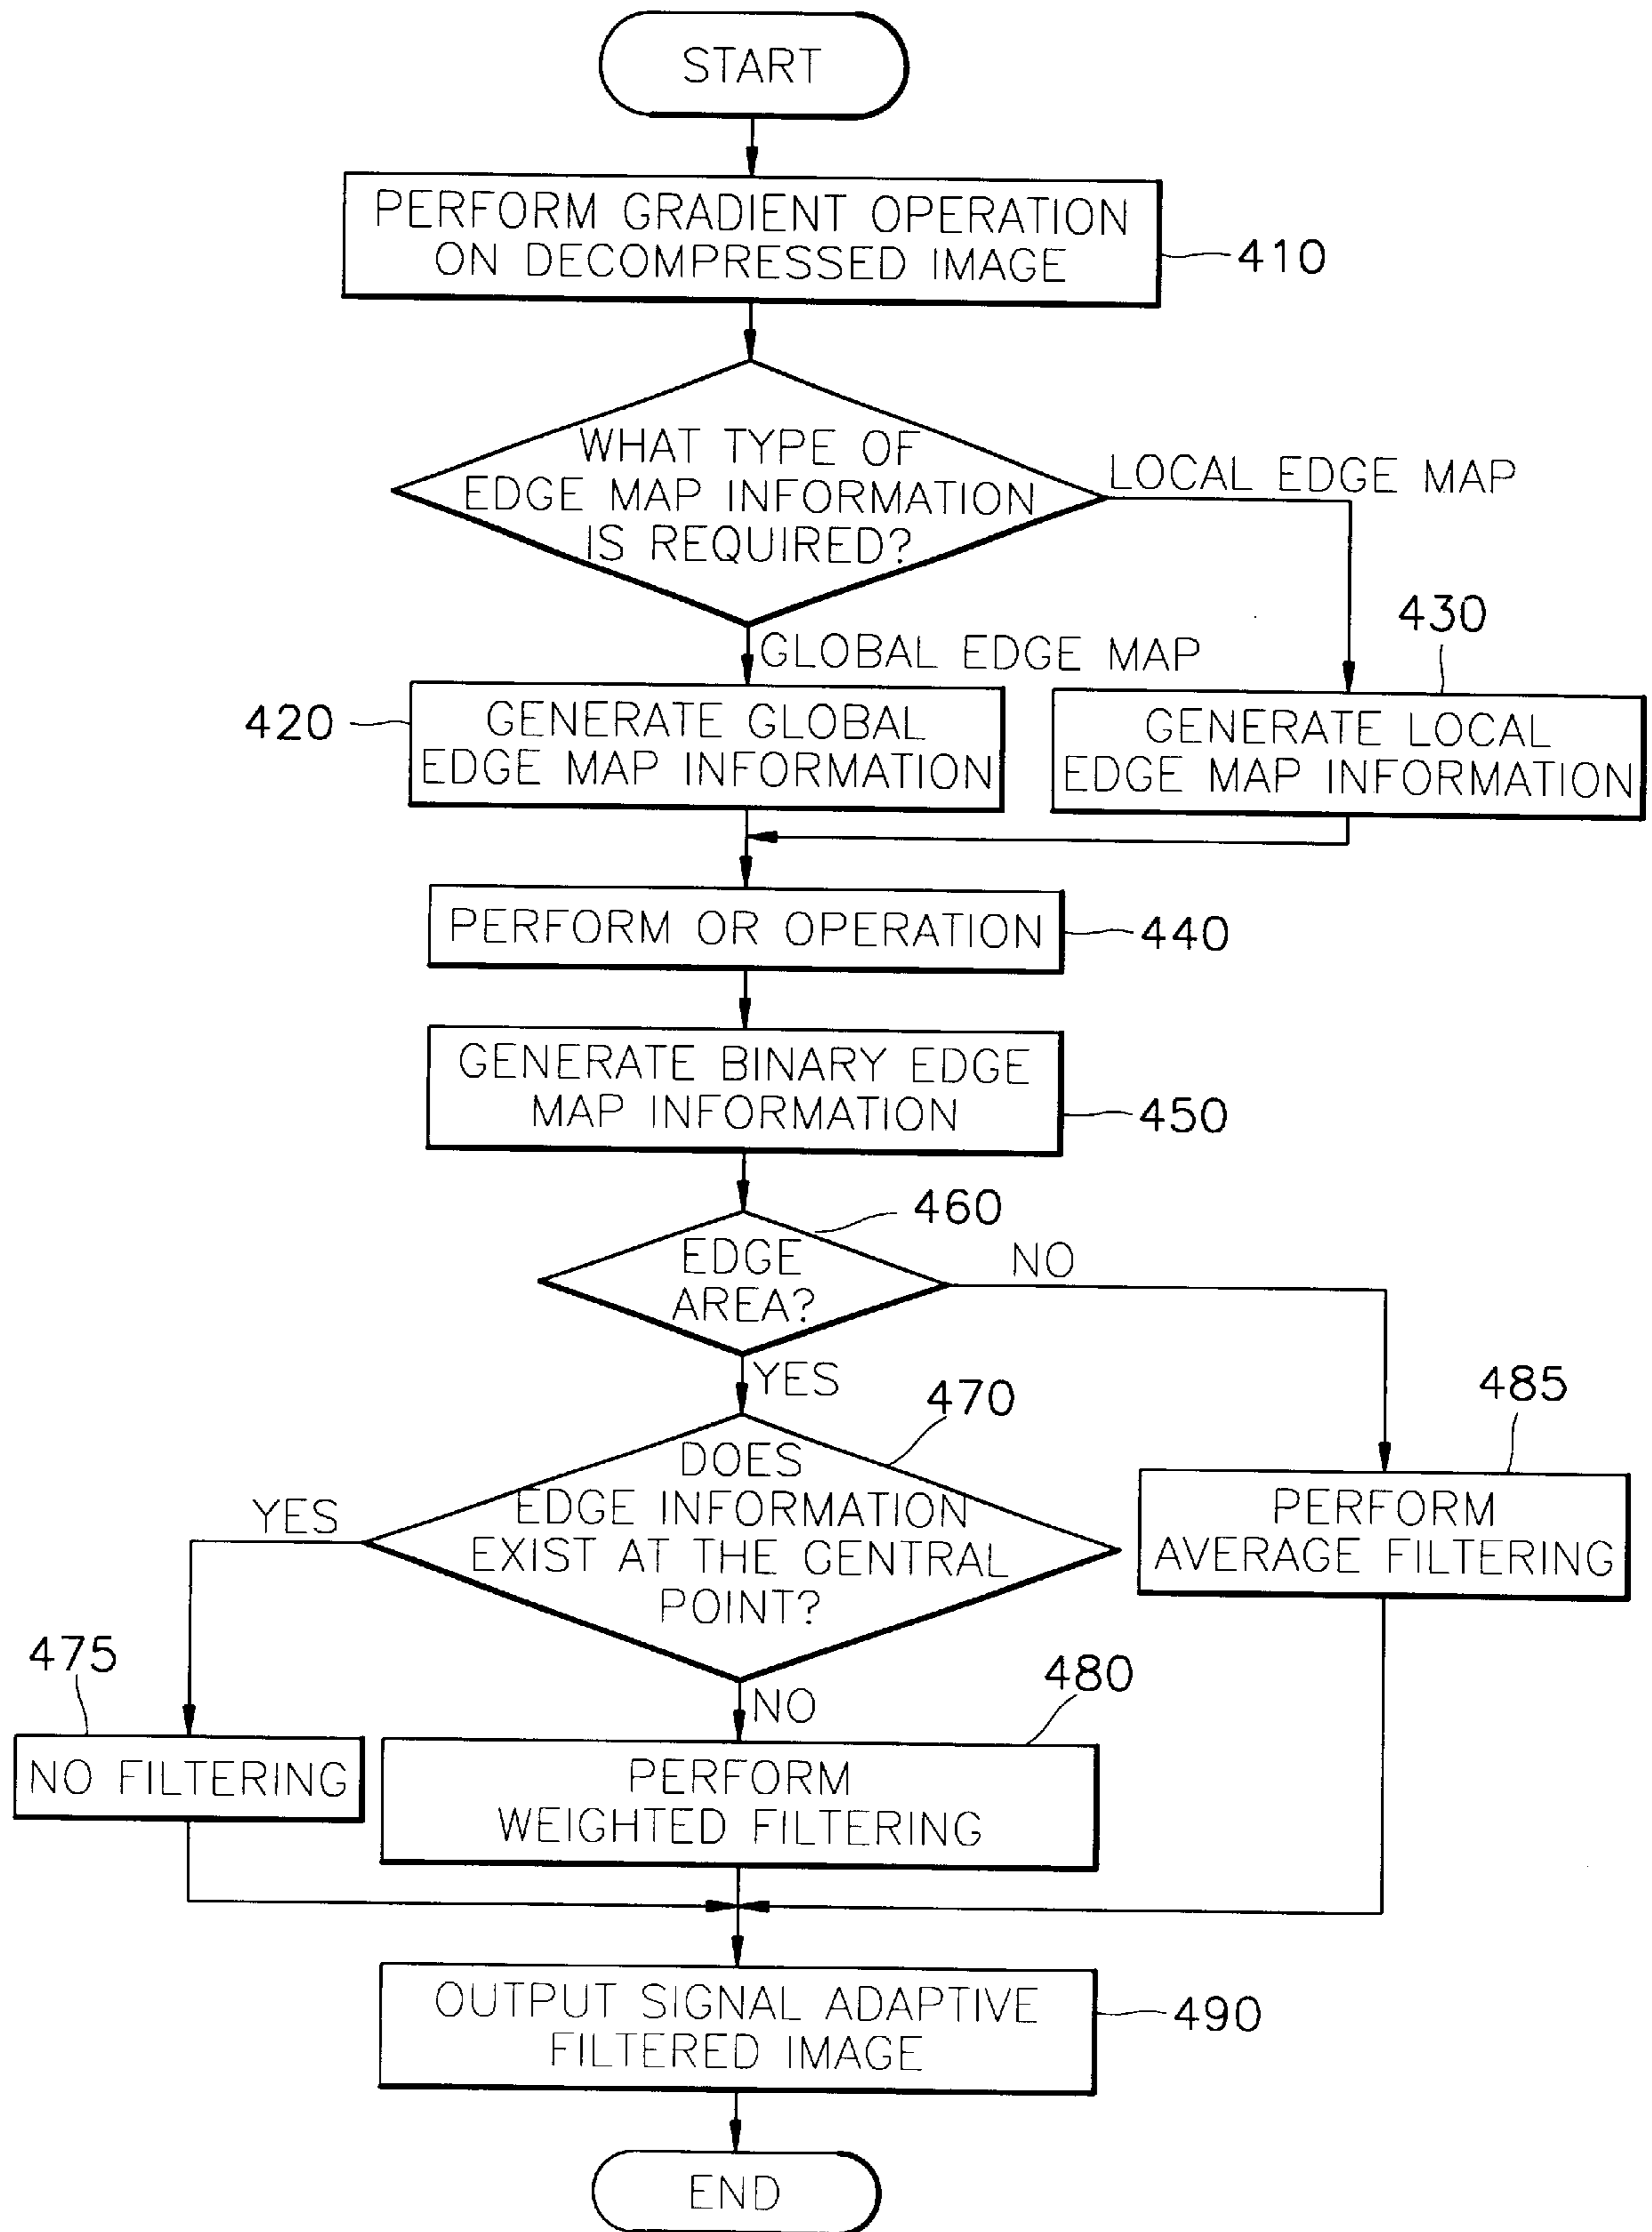 START
PERFORM GRADIENT OPERATION
ON DECOMPRESSED IMAGE
410
WHAT TYPE OF
EDGE MAP INFORMATION
IS REQUIRED?
LOCAL EDGE MAP
GLOBAL EDGE MAP
430
420
GENERATE GLOBAL
EDGE MAP INFORMATION
GENERATE LOCAL
EDGE MAP INFORMATION
PERFORM OR OPERATION
440
GENERATE BINARY EDGE
MAP INFORMATION
450
460
EDGE
AREA?
NO
YES
470
485
DOES
EDGE INFORMATION
EXIST AT THE CENTRAL
POINT?
YES
PERFORM
AVERAGE FILTERING
475
NO
480
NO FILTERING
PERFORM
WEIGHTED FILTERING
OUTPUT SIGNAL ADAPTIVE
FILTERED IMAGE
490
END